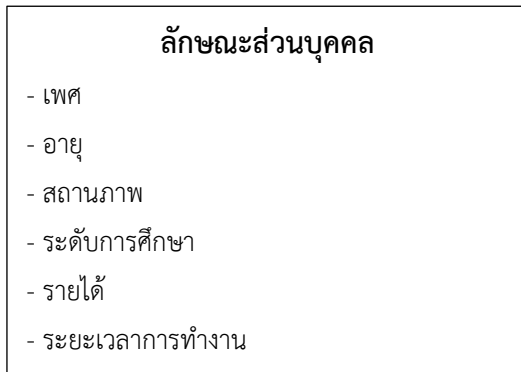 ลักษณะส่วนบุคคล
- เพศ
- อายุ
- สถานภาพ
- ระดับการศึกษา
- รายได้
- ระยะเวลาการทำงาน